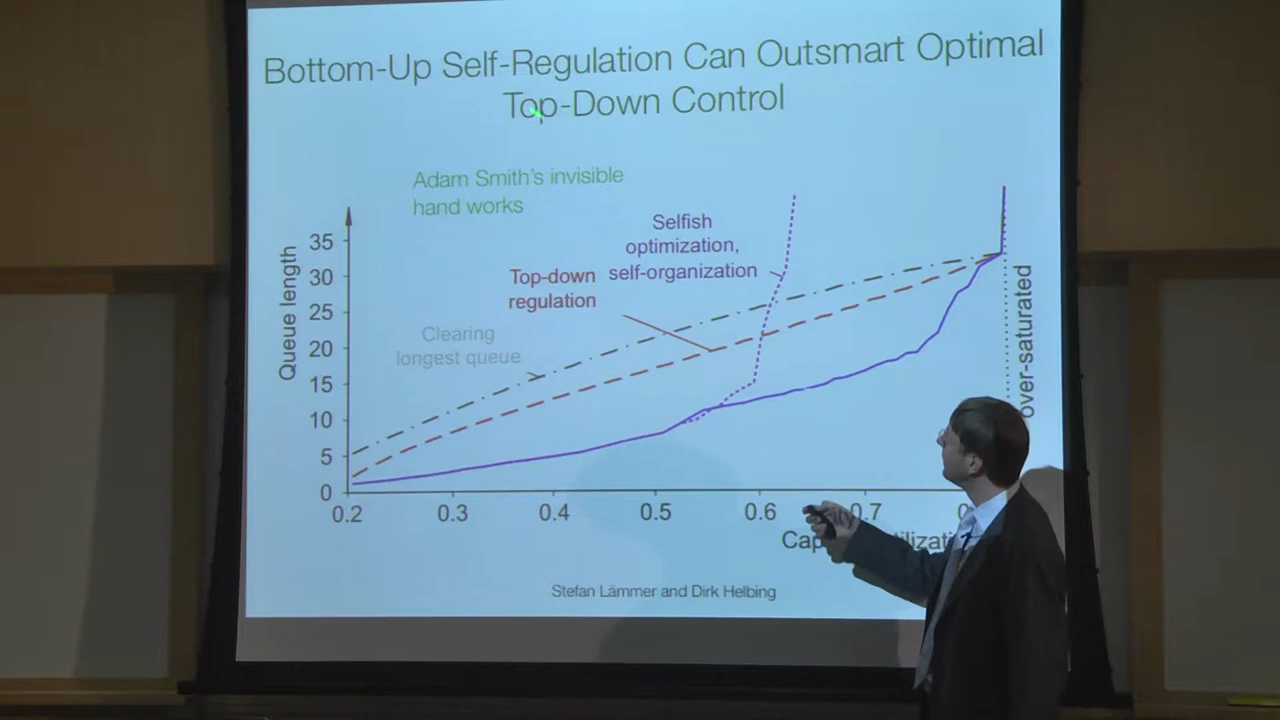 Bottom-Up Self-Regulation Can Outsmart Optimal
Top-Down Control
Adam Smith's invisible
hand works
Selfish
optimization,
self-organization
Top-down
regulation
Clearing
longest queue
Queue length
35
30
25
20
15
10
5
0
0.2
0.3
0.4
0.5
0.6
0.7
over-saturated
Stefan Lämmer and Dirk Helbing